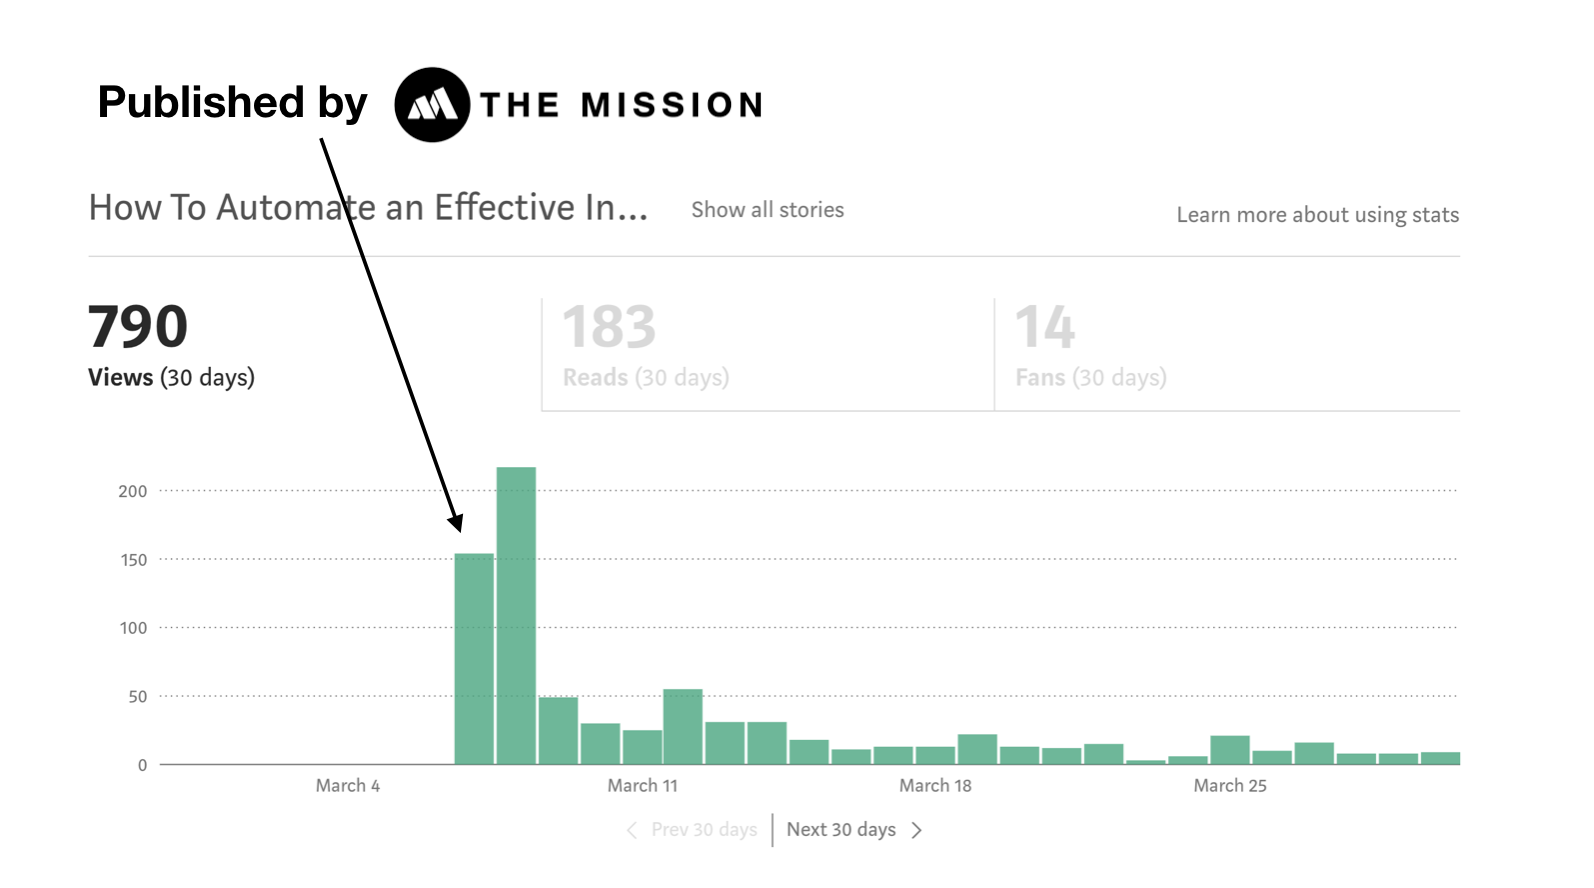 Published by THE MISSION
How To Automate an Effective In... Show all stories Learn more about using stats
790 183 14
Views (30 days) Reads (30 days) Fans (30 days)
200
150
100
50
0
March 4 March 11 March 18 March 25
Prev 30 days Next 30 days